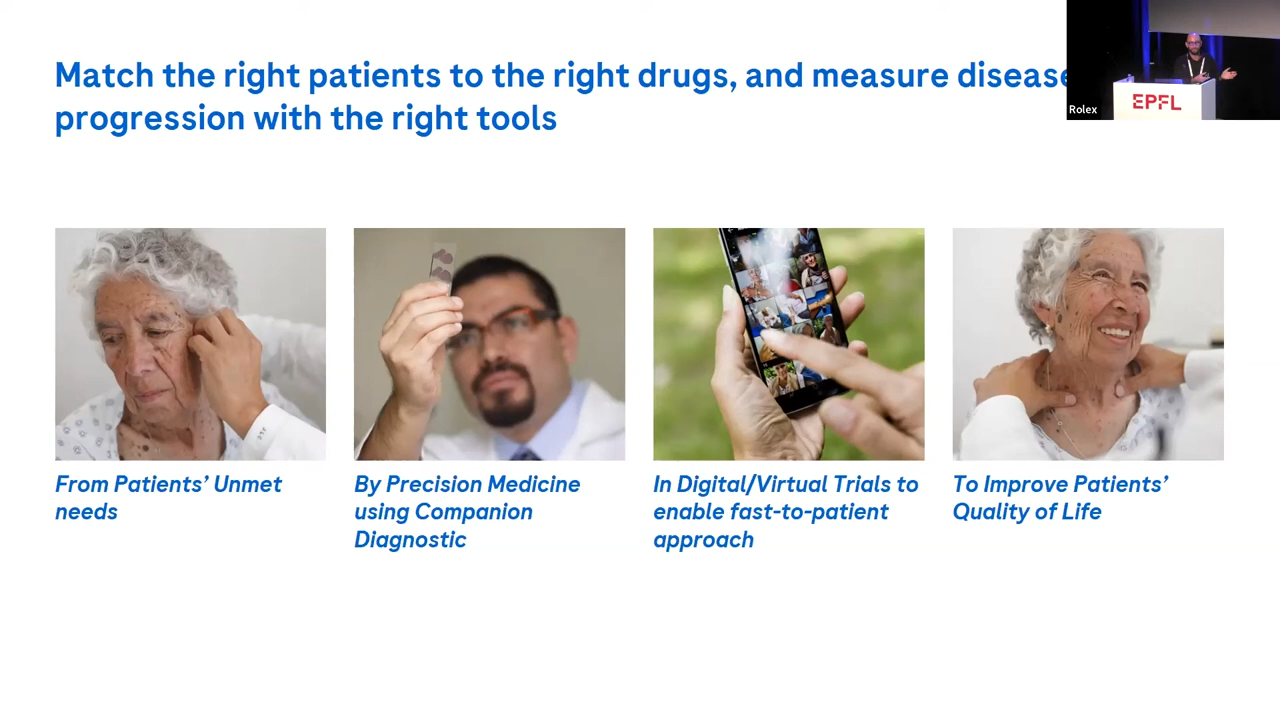 Match the right patients to the right drugs, and measure disease
progression with the right tools
Rolex
EPFL
From Patients’ Unmet
needs
By Precision Medicine
using Companion
Diagnostic
In Digital/Virtual Trials to
enable fast-to-patient
approach
To Improve Patients’
Quality of Life